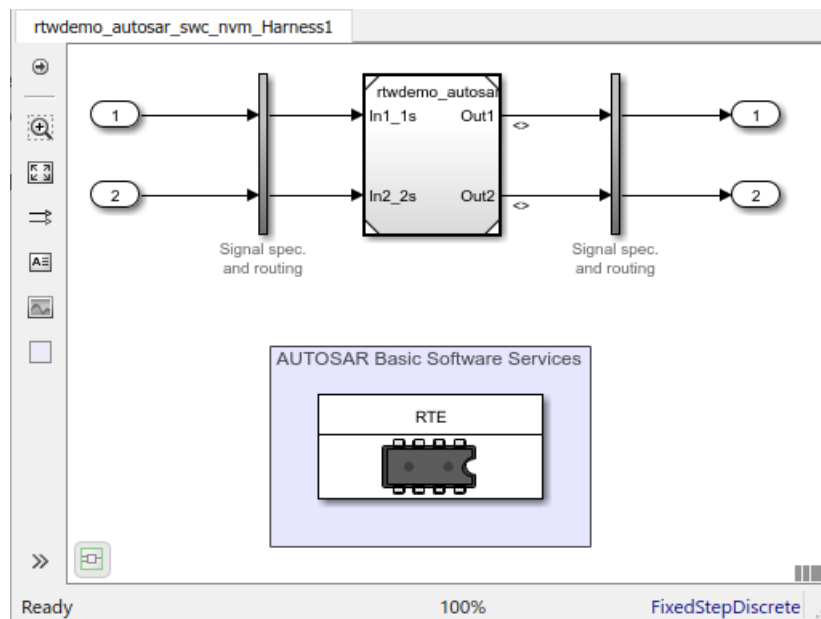 rtwdemo_autosar_swc_nvm_Harness1
rtwdemo_autosar
1
In1_1s
Out1
<>
1
2
In2_2s
Out2
<>
2
Signal spec.
and routing
Signal spec.
and routing
AUTOSAR Basic Software Services
RTE
Ready
100%
FixedStepDiscrete